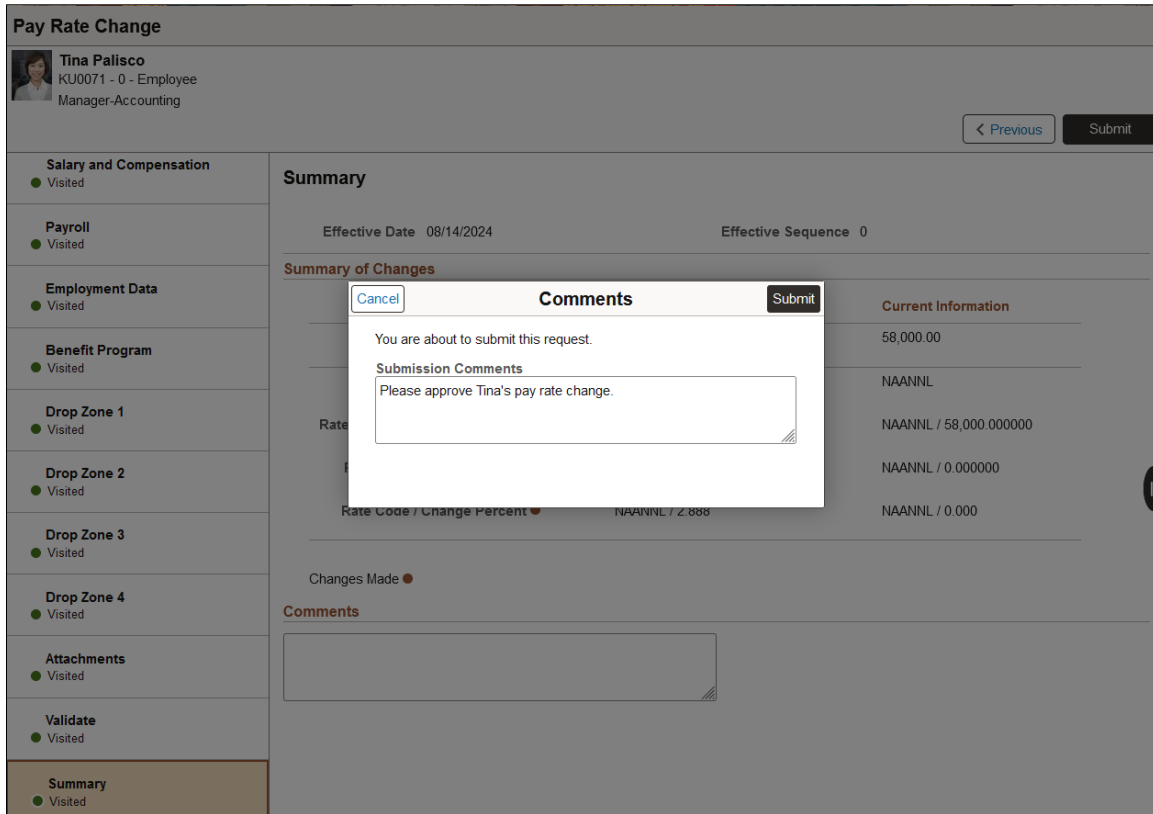 Pay Rate Change
Tina Palisco
KU0071 - 0 - Employee
Manager-Accounting
Previous
Submit
Salary and Compensation
Visited
Payroll
Visited
Employment Data
Visited
Benefit Program
Visited
Drop Zone 1
Visited
Drop Zone 2
Visited
Drop Zone 3
Visited
Drop Zone 4
Visited
Attachments
Visited
Validate
Visited
Summary
Visited
Summary
Effective Date 08/14/2024 Effective Sequence 0
Summary of Changes
Current Information
58,000.00
NAANNL
Rate NAANNL / 58,000.000000
NAANNL / 0.000000
Rate Code / Change Percent NAANNL / 2.888 NAANNL / 0.000
Cancel Comments Submit
You are about to submit this request.
Submission Comments
Please approve Tina's pay rate change.
Changes Made
Comments